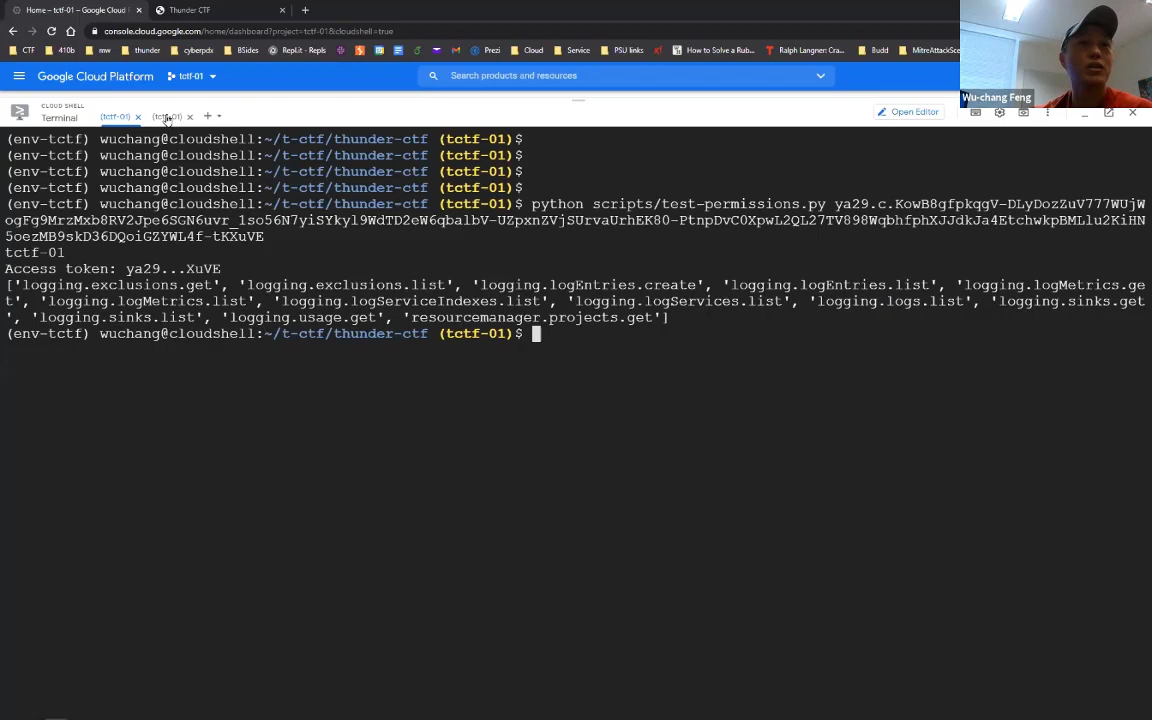 Home – tctf-01 – Google Cloud P
Thunder CTF
console.cloud.google.com/home/dashboard?project=tctf-01&cloudshell=true
CTF 410b mw thunder cyberpdx BSides Replit - Repls Prezi Cloud Service PSU links How to Solve a Rub... Ralph Langner: Crac... Budd MitreAttackSce
Google Cloud Platform tctf-01 Search products and resources
Wu-chang Feng
CLOUD SHELL
Terminal (tctf-01) Open Editor
(env-tctf) wuchang@cloudshell:~/t-ctf/thunder-ctf (tctf-01)$
(env-tctf) wuchang@cloudshell:~/t-ctf/thunder-ctf (tctf-01)$
(env-tctf) wuchang@cloudshell:~/t-ctf/thunder-ctf (tctf-01)$
(env-tctf) wuchang@cloudshell:~/t-ctf/thunder-ctf (tctf-01)$
(env-tctf) wuchang@cloudshell:~/t-ctf/thunder-ctf (tctf-01)$ python scripts/test-permissions.py ya29.c.KowB8gfpkqgV-DLyDozZuV777WUjW
ogFg9MrzMxb8RV2Jpe6SGN6uvr_1so56N7yiSYkyl9WdTD2eW6qbalbV-UZpxnZVjSUrvaUrhEK80-PtnpDvC0XpwL2QL27TV898WqbhfphXJJdkJa4EtchwkpBMLlu2KiHN
5oezMB9skD36DQoiGZYWL4f-tKXuVE
tctf-01
Access token: ya29...XuVE
['logging.exclusions.get', 'logging.exclusions.list', 'logging.logEntries.create', 'logging.logEntries.list', 'logging.logMetrics.ge
t', 'logging.logMetrics.list', 'logging.logServiceIndexes.list', 'logging.logServices.list', 'logging.logs.list', 'logging.sinks.get
', 'logging.sinks.list', 'logging.usage.get', 'resourcemanager.projects.get']
(env-tctf) wuchang@cloudshell:~/t-ctf/thunder-ctf (tctf-01)$